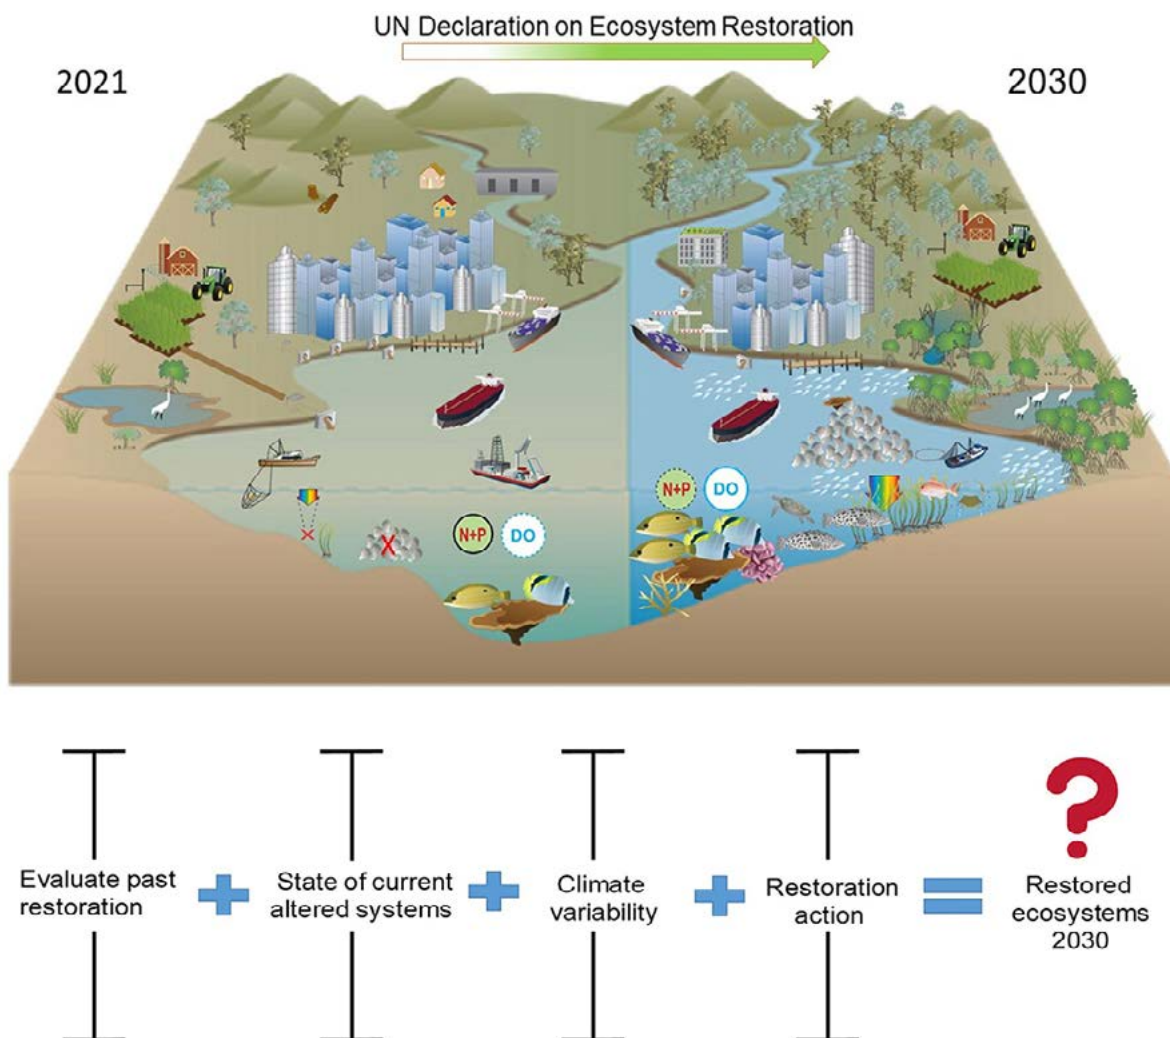 UN Declaration on Ecosystem Restoration
2021
2030
N+P
DO
N+P
DO
X
X
Evaluate past
restoration
+
State of current
altered systems
+
Climate
variability
+
Restoration
action
=
?
Restored
ecosystems
2030